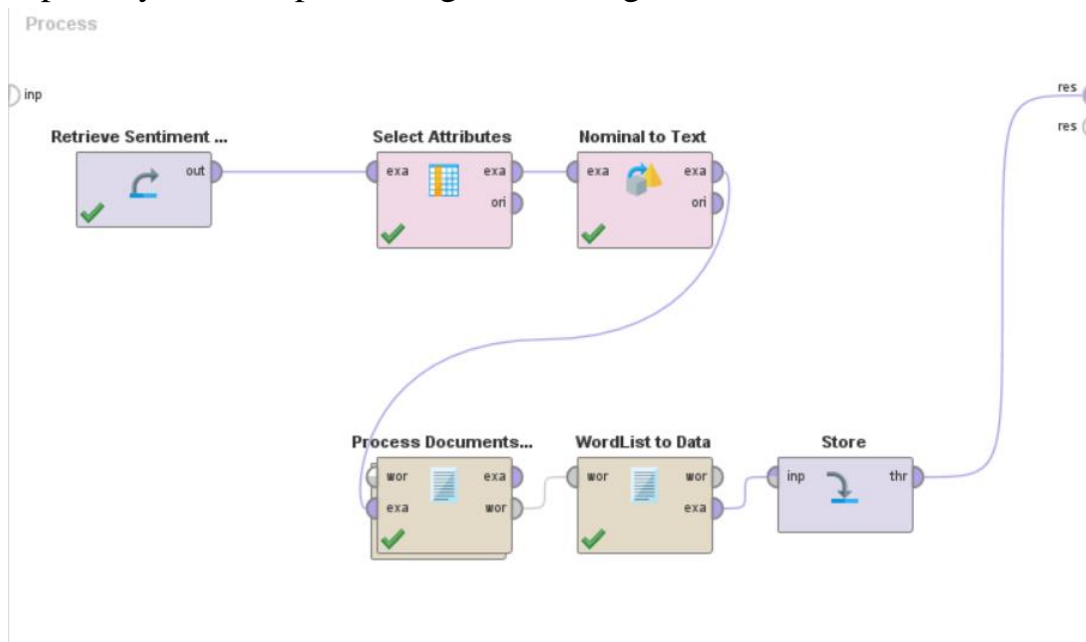 Process
inp
res
res
Retrieve Sentiment ...
Select Attributes
Nominal to Text
out
exa
exa
ori
exa
exa
ori
Process Documents...
WordList to Data
Store
wor
exa
exa
wor
wor
wor
exa
inp
thr